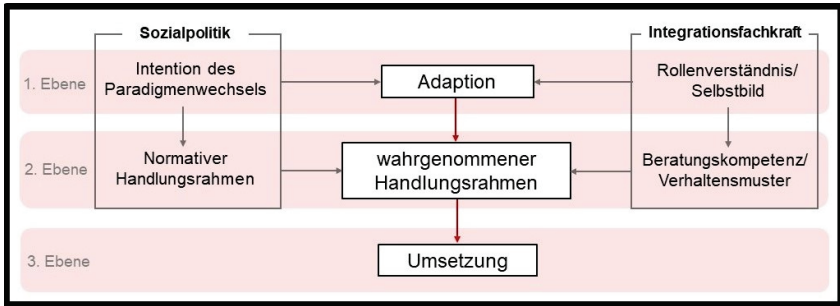 Sozialpolitik
Integrationsfachkraft
1. Ebene
Intention des
Paradigmenwechsels
Adaption
Rollenverständnis/
Selbstbild
2. Ebene
Normativer
Handlungsrahmen
wahrgenommener
Handlungsrahmen
Beratungskompetenz/
Verhaltensmuster
3. Ebene
Umsetzung